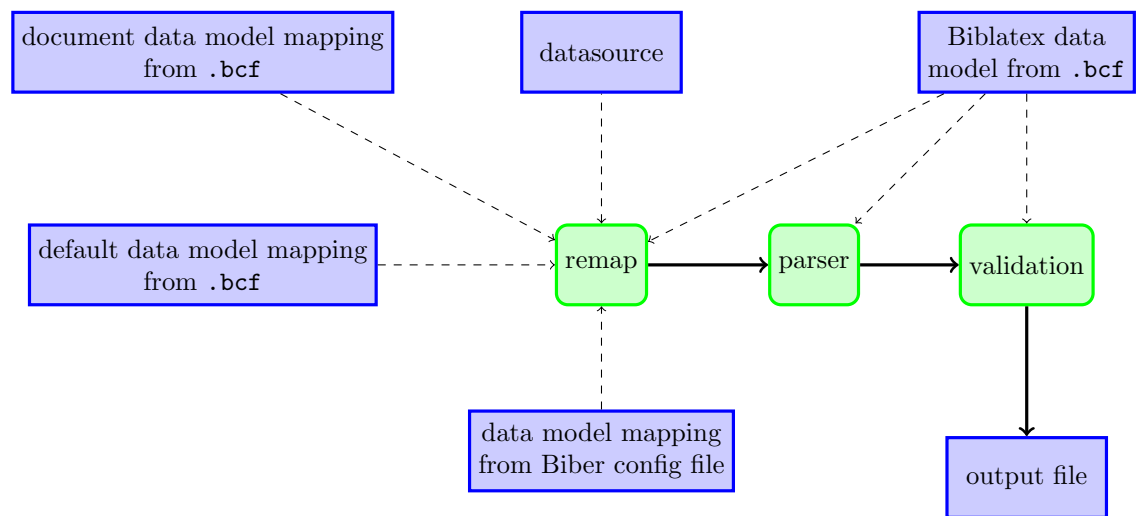 document data model mapping
from .bcf
datasource
Biblatex data
model from .bcf
default data model mapping
from .bcf
remap
parser
validation
data model mapping
from Biber config file
output file